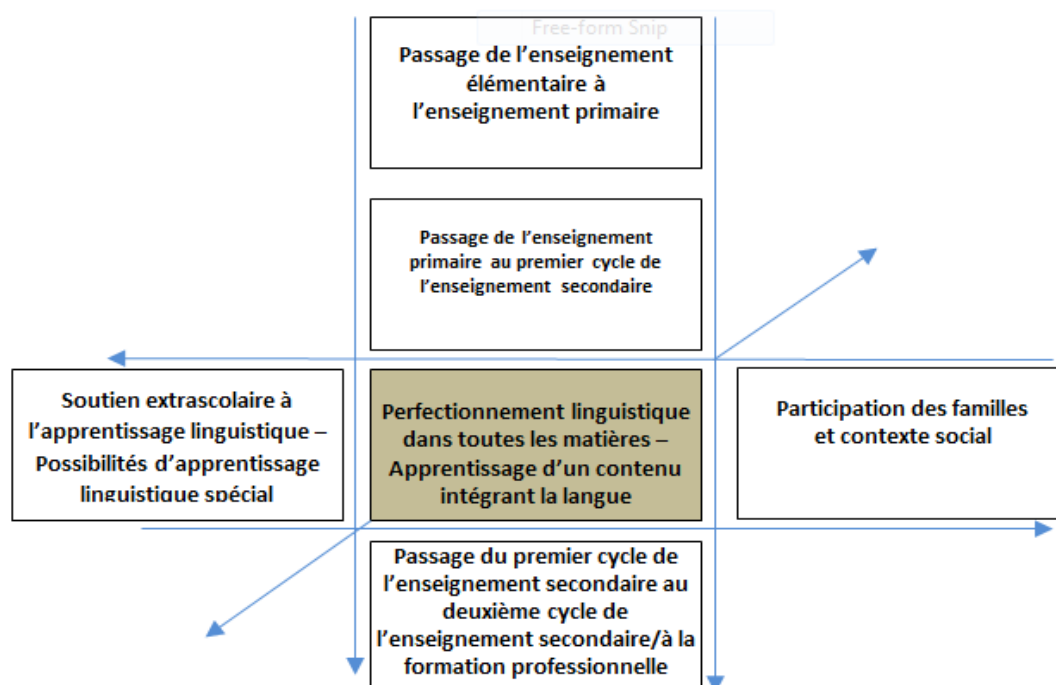 Free-form Snip
Passage de l’enseignement
élémentaire à
l’enseignement primaire
Passage de l’enseignement
primaire au premier cycle de
l’enseignement secondaire
Soutien extrascolaire à
l’apprentissage linguistique –
Possibilités d’apprentissage
linguistique spécial
Perfectionnement linguistique
dans toutes les matières –
Apprentissage d’un contenu
intégrant la langue
Participation des familles
et contexte social
Passage du premier cycle de
l’enseignement secondaire au
deuxième cycle de
l’enseignement secondaire/à la
formation professionnelle